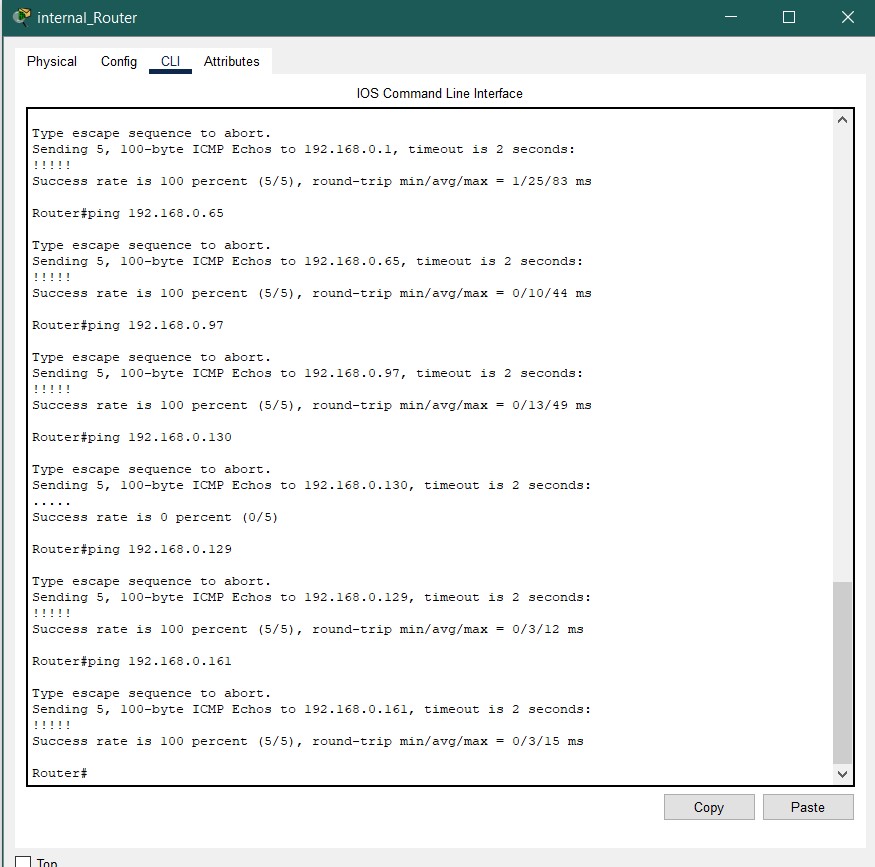 internal_Router
Physical Config CLI Attributes
IOS Command Line Interface
Type escape sequence to abort.
Sending 5, 100-byte ICMP Echos to 192.168.0.1, timeout is 2 seconds:
!!!!!
Success rate is 100 percent (5/5), round-trip min/avg/max = 1/25/83 ms
Router#ping 192.168.0.65
Type escape sequence to abort.
Sending 5, 100-byte ICMP Echos to 192.168.0.65, timeout is 2 seconds:
!!!!!
Success rate is 100 percent (5/5), round-trip min/avg/max = 0/10/44 ms
Router#ping 192.168.0.97
Type escape sequence to abort.
Sending 5, 100-byte ICMP Echos to 192.168.0.97, timeout is 2 seconds:
!!!!!
Success rate is 100 percent (5/5), round-trip min/avg/max = 0/13/49 ms
Router#ping 192.168.0.130
Type escape sequence to abort.
Sending 5, 100-byte ICMP Echos to 192.168.0.130, timeout is 2 seconds:
.....
Success rate is 0 percent (0/5)
Router#ping 192.168.0.129
Type escape sequence to abort.
Sending 5, 100-byte ICMP Echos to 192.168.0.129, timeout is 2 seconds:
!!!!!
Success rate is 100 percent (5/5), round-trip min/avg/max = 0/3/12 ms
Router#ping 192.168.0.161
Type escape sequence to abort.
Sending 5, 100-byte ICMP Echos to 192.168.0.161, timeout is 2 seconds:
!!!!!
Success rate is 100 percent (5/5), round-trip min/avg/max = 0/3/15 ms
Router#
Copy Paste
Top